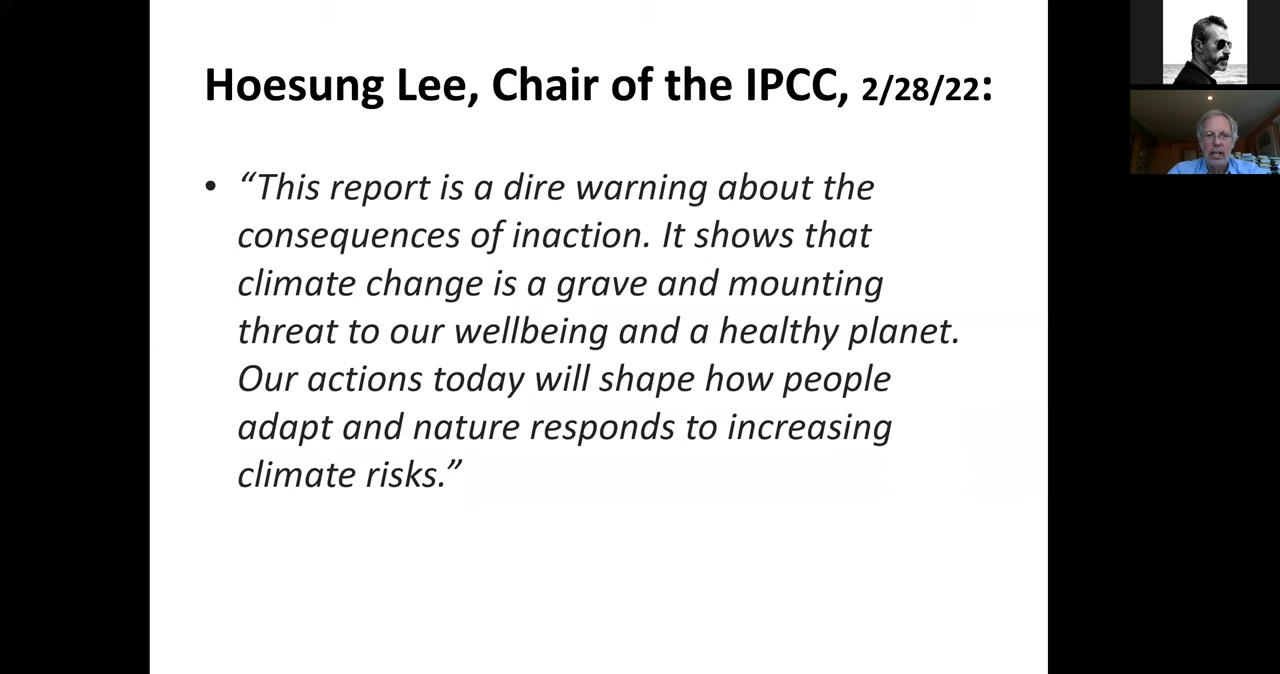 Hoesung Lee, Chair of the IPCC, 2/28/22:
• “This report is a dire warning about the
consequences of inaction. It shows that
climate change is a grave and mounting
threat to our wellbeing and a healthy planet.
Our actions today will shape how people
adapt and nature responds to increasing
climate risks.”